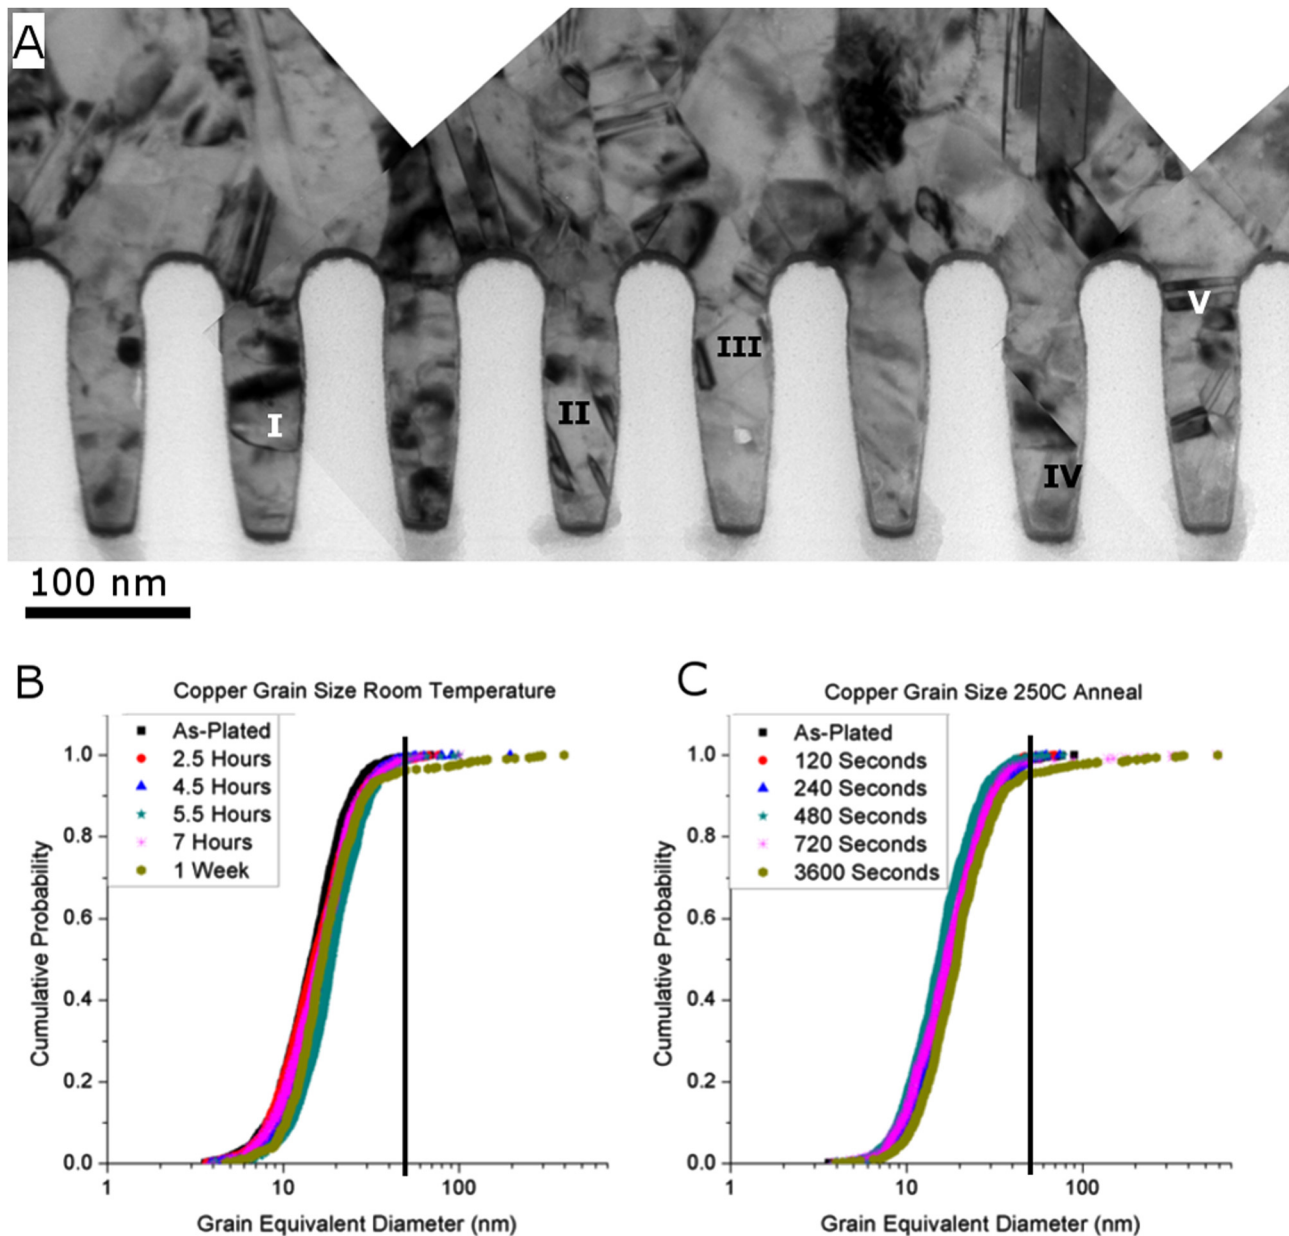 A
I
II
III
IV
V
100 nm
B
Copper Grain Size Room Temperature
As-Plated
2.5 Hours
4.5 Hours
5.5 Hours
7 Hours
1 Week
1.0
0.8
0.6
0.4
0.2
0.0
Cumulative Probability
1
10
100
Grain Equivalent Diameter (nm)
C
Copper Grain Size 250C Anneal
As-Plated
120 Seconds
240 Seconds
480 Seconds
720 Seconds
3600 Seconds
1.0
0.8
0.6
0.4
0.2
0.0
Cumulative Probability
1
10
100
Grain Equivalent Diameter (nm)